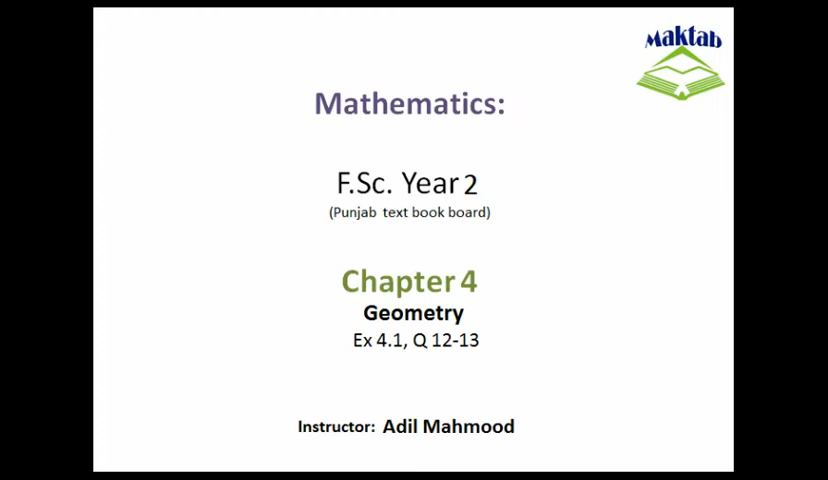 Maktab
Mathematics:
F.Sc. Year 2
(Punjab text book board)
Chapter 4
Geometry
Ex 4.1, Q 12-13
Instructor: Adil Mahmood